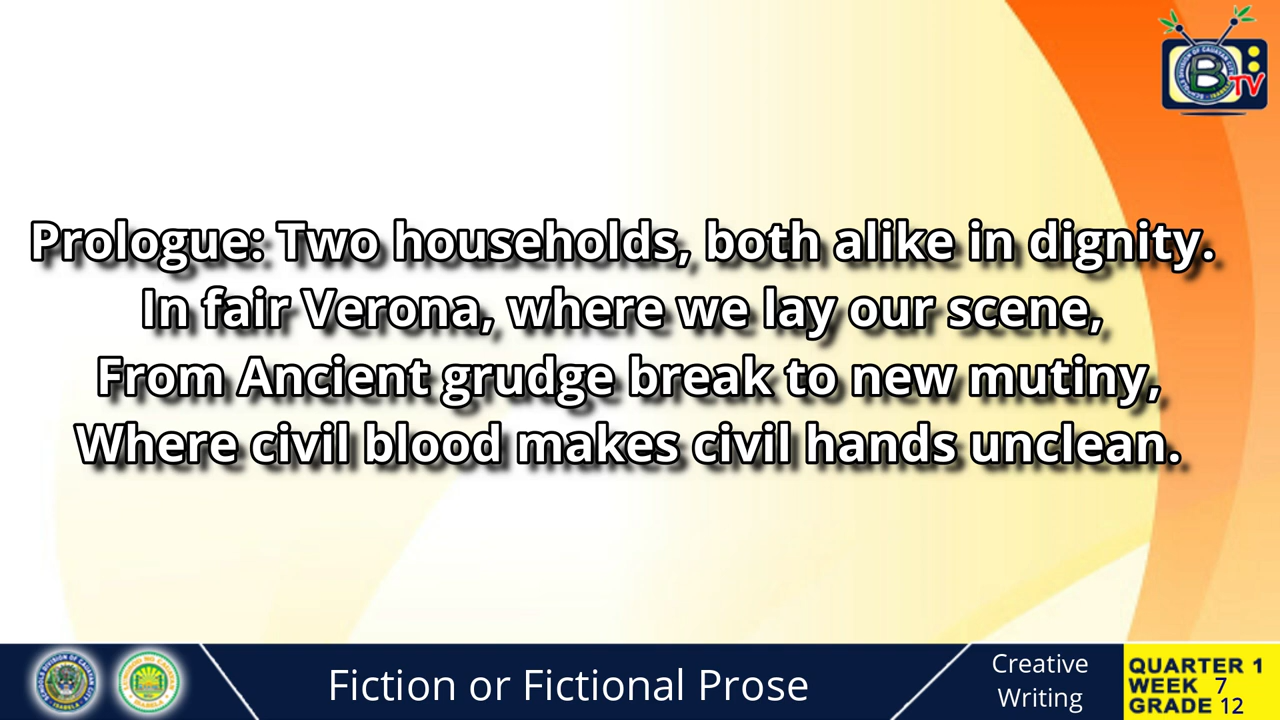 Prologue: Two households, both alike in dignity.
In fair Verona, where we lay our scene,
From Ancient grudge break to new mutiny,
Where civil blood makes civil hands unclean.
B TV
Fiction or Fictional Prose
Creative
Writing
QUARTER 1
WEEK 7
GRADE 12